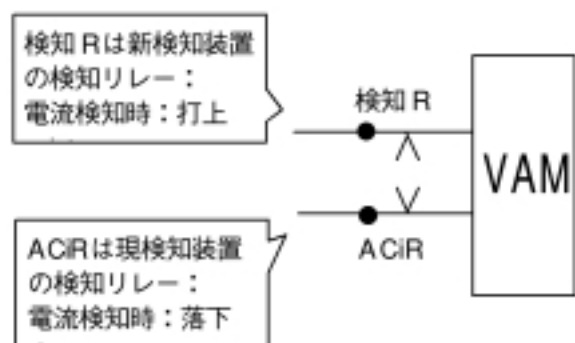 検知Rは新検知装置
の検知リレー：
電流検知時：打上
検知R
VAM
ACiR
ACiRは現検知装置
の検知リレー：
電流検知時：落下